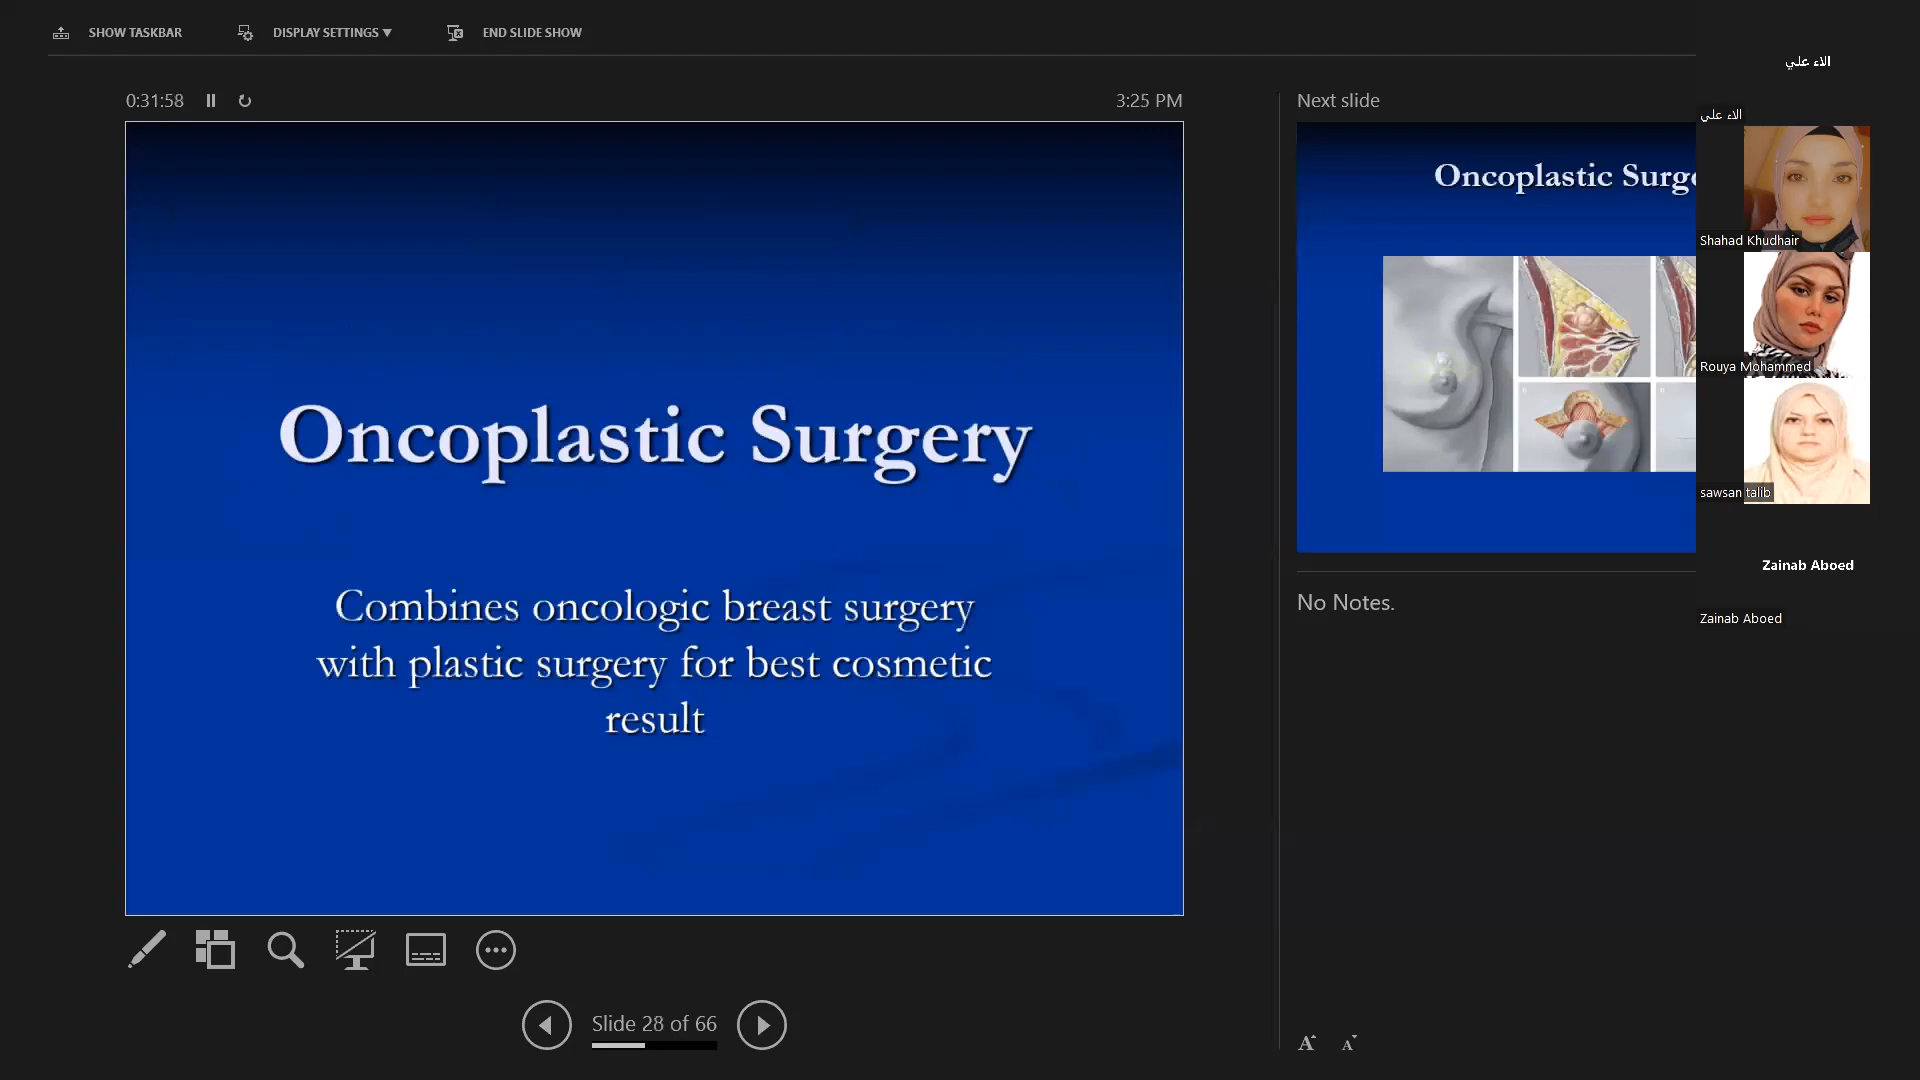 SHOW TASKBAR
DISPLAY SETTINGS ▼
END SLIDE SHOW
0:31:58
3:25 PM
Oncoplastic Surgery
Combines oncologic breast surgery
with plastic surgery for best cosmetic
result
Slide 28 of 66
Next slide
Oncoplastic Surge
No Notes.
A
A
الاء علي
الاء علي
Shahad Khudhair
Rouya Mohammed
sawsan talib
Zainab Aboed
Zainab Aboed